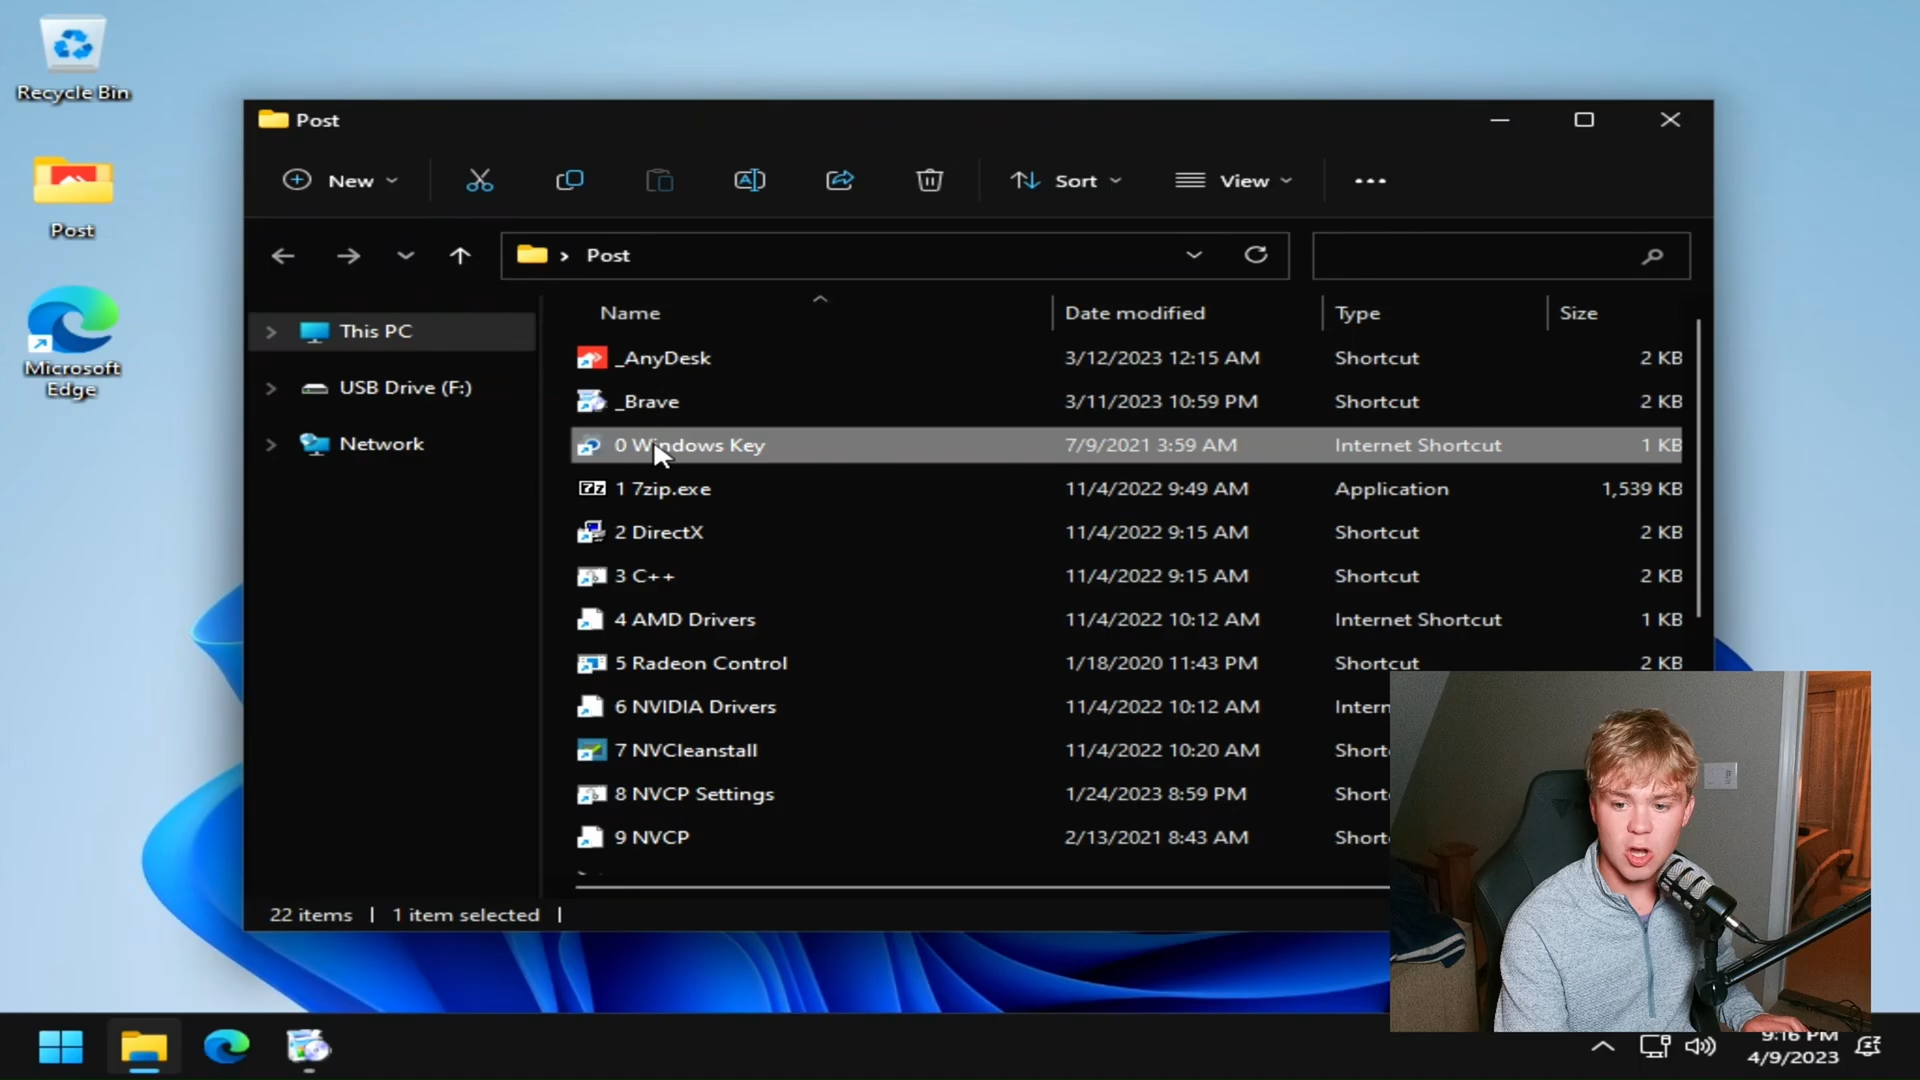 Recycle Bin
Post
Microsoft
Edge
Post
New
Sort
View
Post
Name
Date modified
Type
Size
This PC
USB Drive (F:)
Network
_AnyDesk 3/12/2023 12:15 AM Shortcut 2 KB
_Brave 3/11/2023 10:59 PM Shortcut 2 KB
0 Windows Key 7/9/2021 3:59 AM Internet Shortcut 1 KB
1 7zip.exe 11/4/2022 9:49 AM Application 1,539 KB
2 DirectX 11/4/2022 9:15 AM Shortcut 2 KB
3 C++ 11/4/2022 9:15 AM Shortcut 2 KB
4 AMD Drivers 11/4/2022 10:12 AM Internet Shortcut 1 KB
5 Radeon Control 1/18/2020 11:43 PM Shortcut 2 KB
6 NVIDIA Drivers 11/4/2022 10:12 AM Intern
7 NVCleanstall 11/4/2022 10:20 AM Shortc
8 NVCP Settings 1/24/2023 8:59 PM Shortc
9 NVCP 2/13/2021 8:43 AM Shortc
22 items | 1 item selected |
9:16 PM
4/9/2023